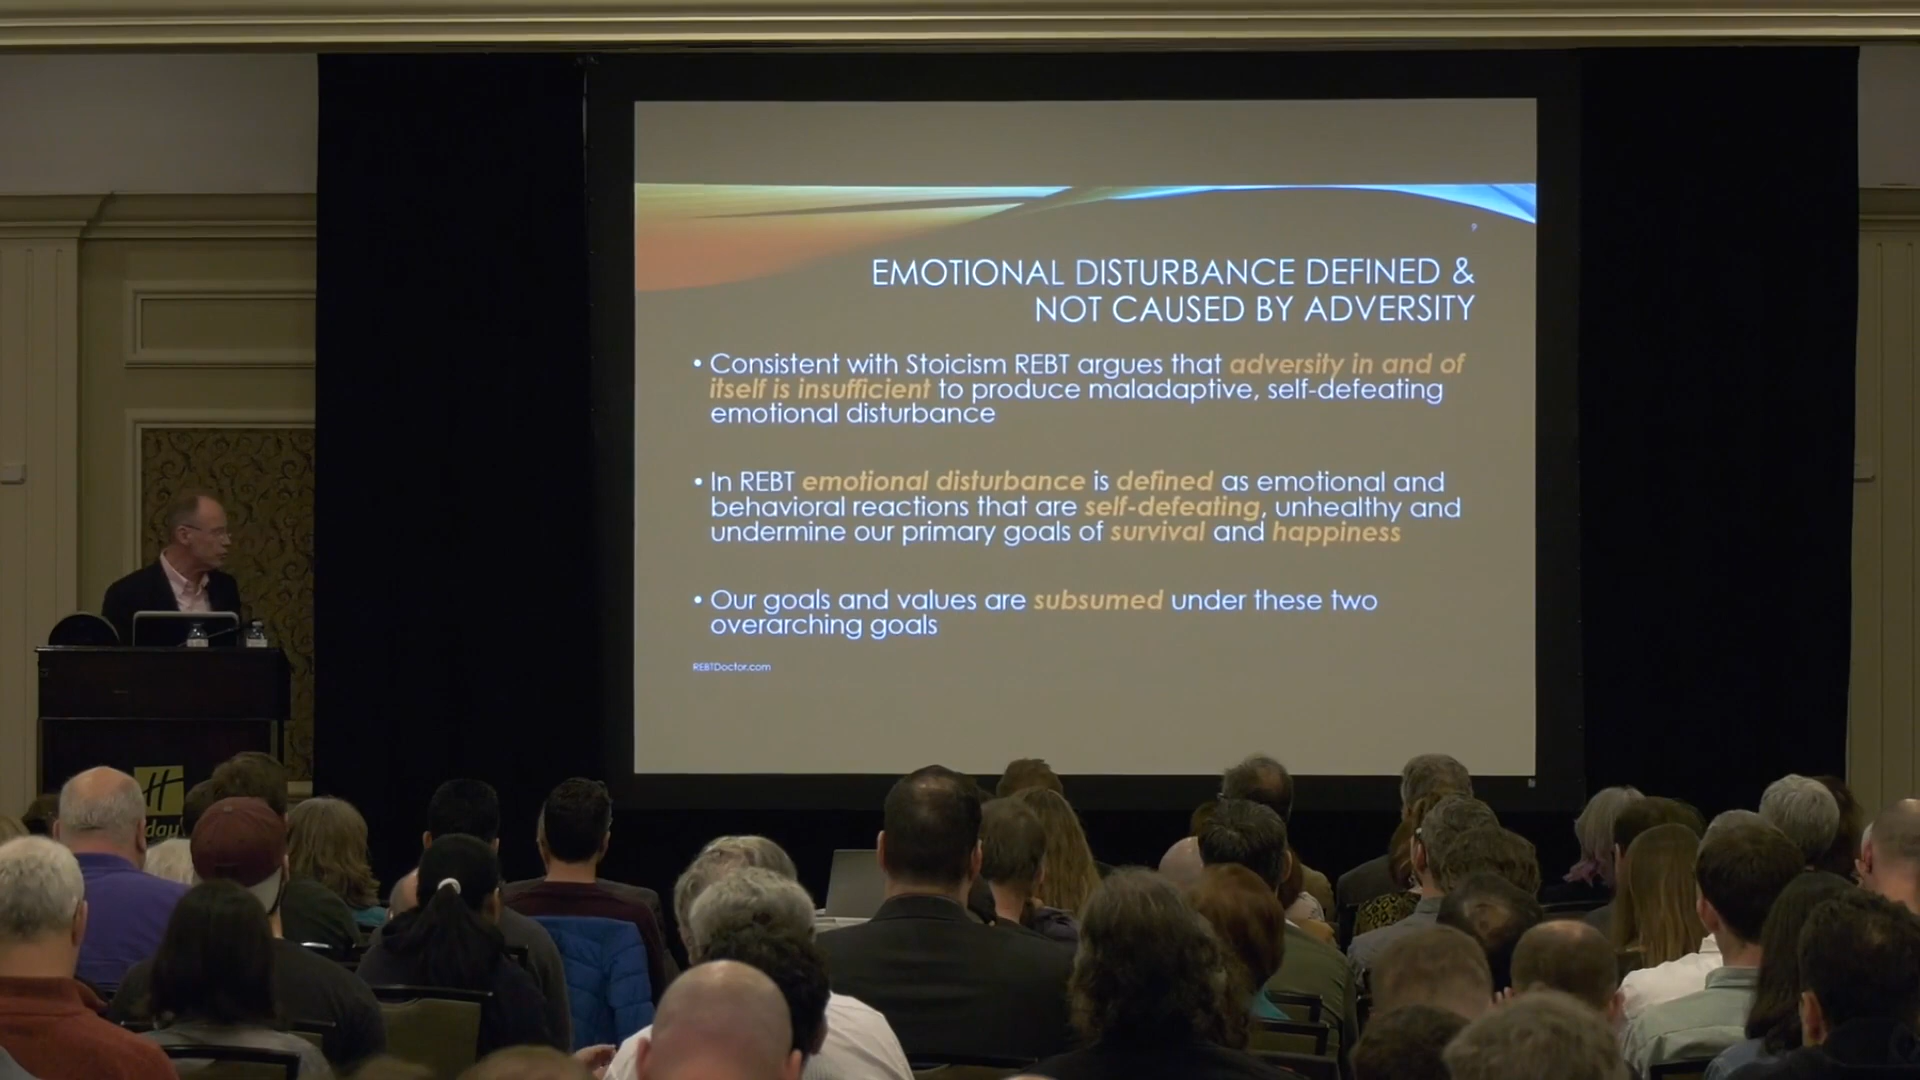 9
EMOTIONAL DISTURBANCE DEFINED &
NOT CAUSED BY ADVERSITY
• Consistent with Stoicism REBT argues that adversity in and of
itself is insufficient to produce maladaptive, self-defeating
emotional disturbance
• In REBT emotional disturbance is defined as emotional and
behavioral reactions that are self-defeating, unhealthy and
undermine our primary goals of survival and happiness
• Our goals and values are subsumed under these two
overarching goals
REBTDoctor.com
H
day